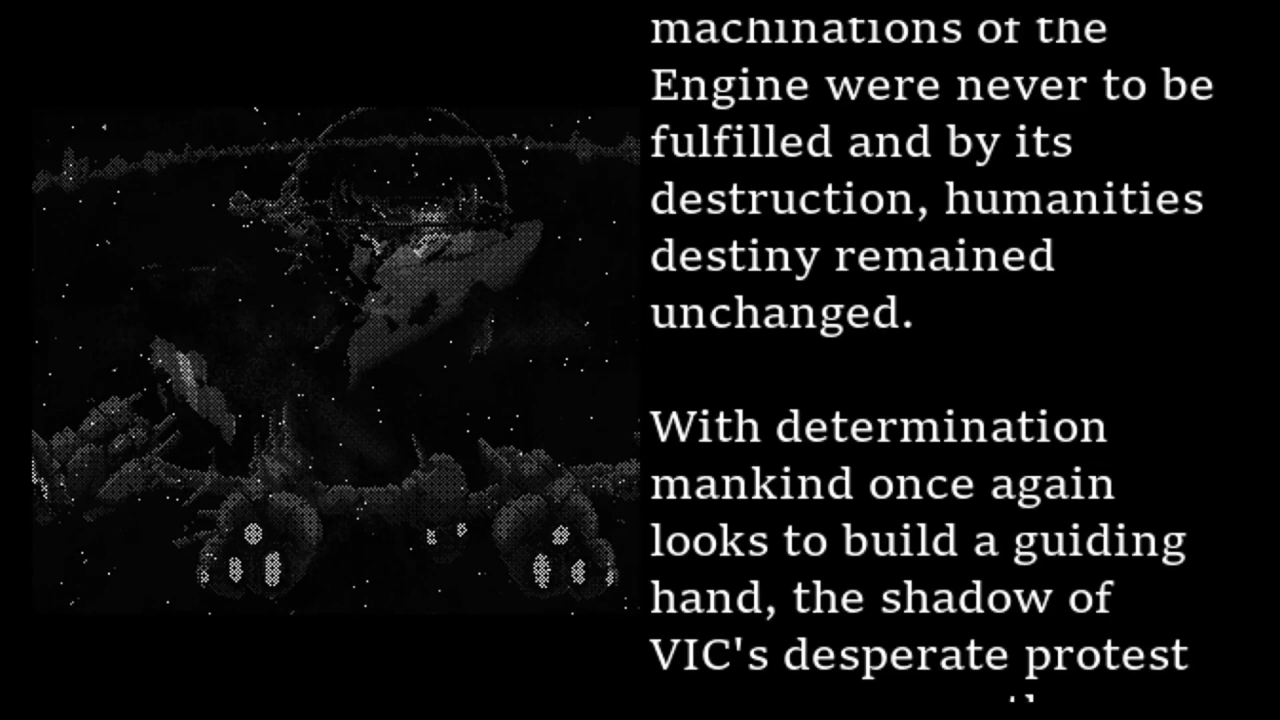 machinations of the
Engine were never to be
fulfilled and by its
destruction, humanities
destiny remained
unchanged.
With determination
mankind once again
looks to build a guiding
hand, the shadow of
VIC's desperate protest